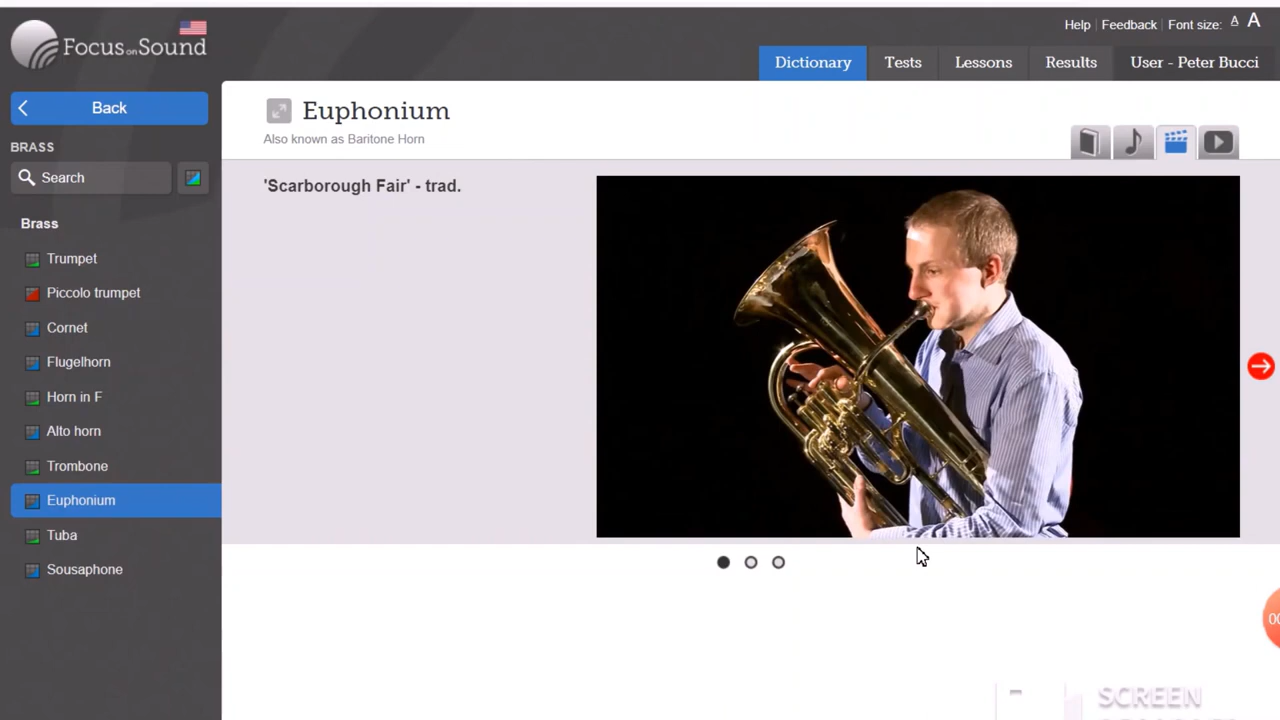 Focus on Sound
Help Feedback Font size: A A
Dictionary Tests Lessons Results User - Peter Bucci
Back
BRASS
Search
Brass
Trumpet
Piccolo trumpet
Cornet
Flugelhorn
Horn in F
Alto horn
Trombone
Euphonium
Tuba
Sousaphone
Euphonium
Also known as Baritone Horn
'Scarborough Fair' - trad.
SCREEN